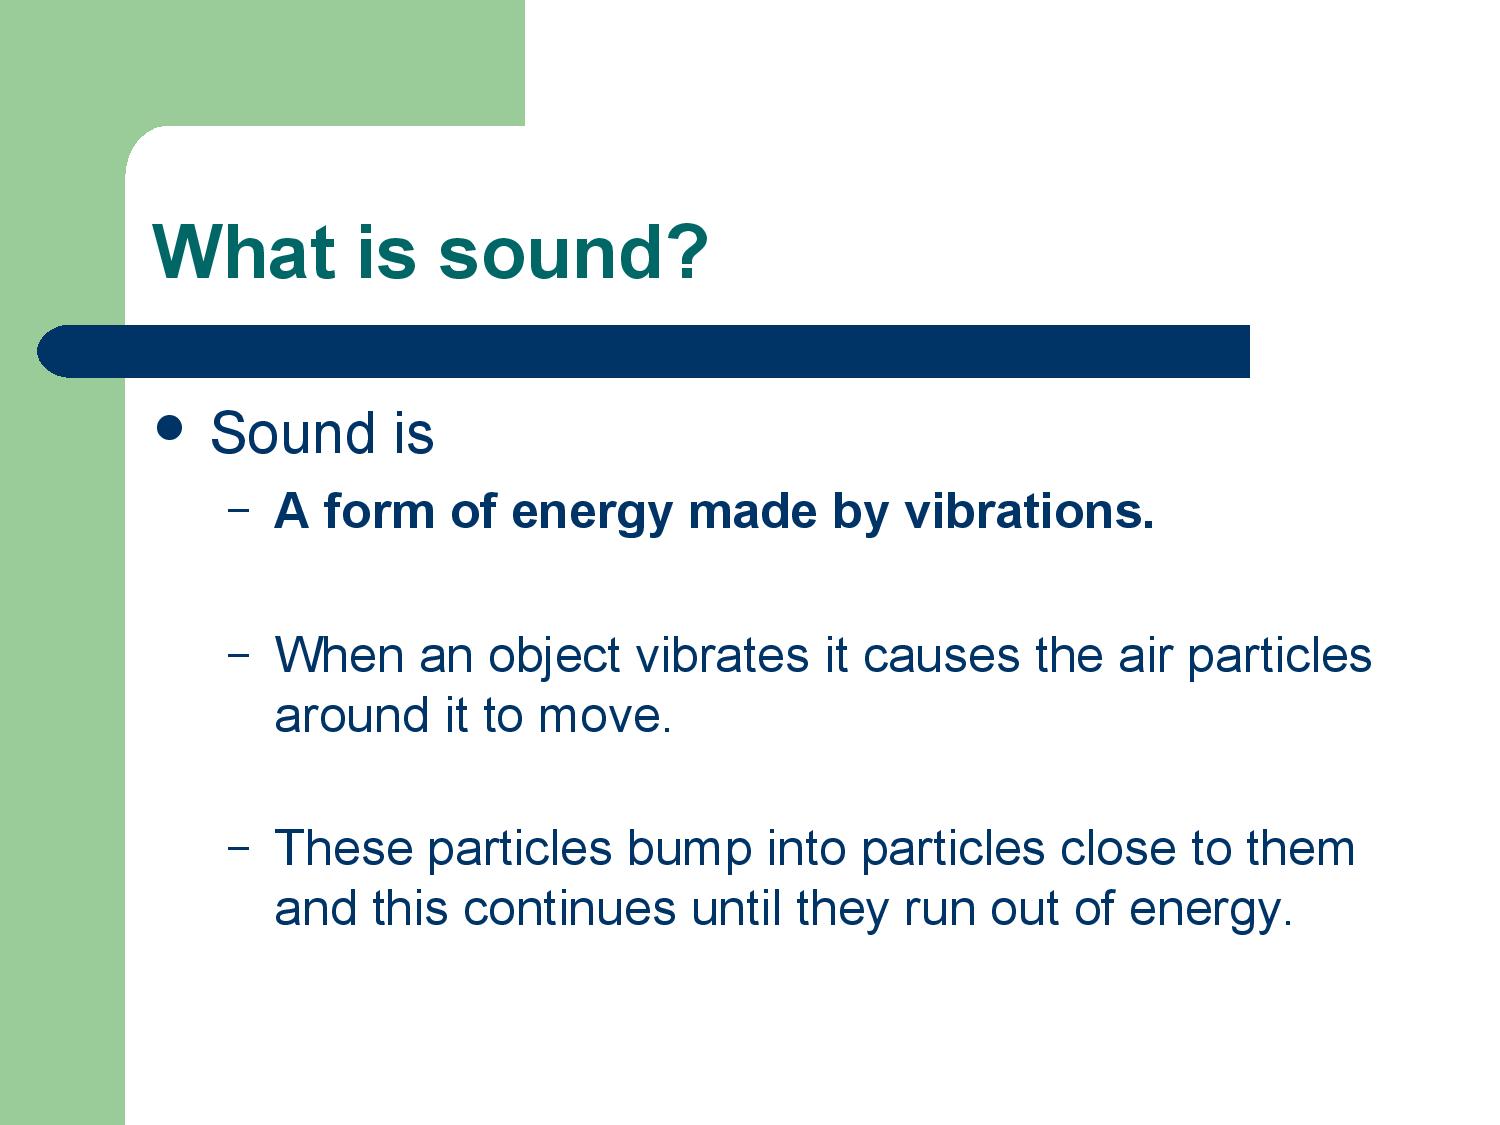 What is sound?
● Sound is
– A form of energy made by vibrations.
– When an object vibrates it causes the air particles
around it to move.
– These particles bump into particles close to them
and this continues until they run out of energy.